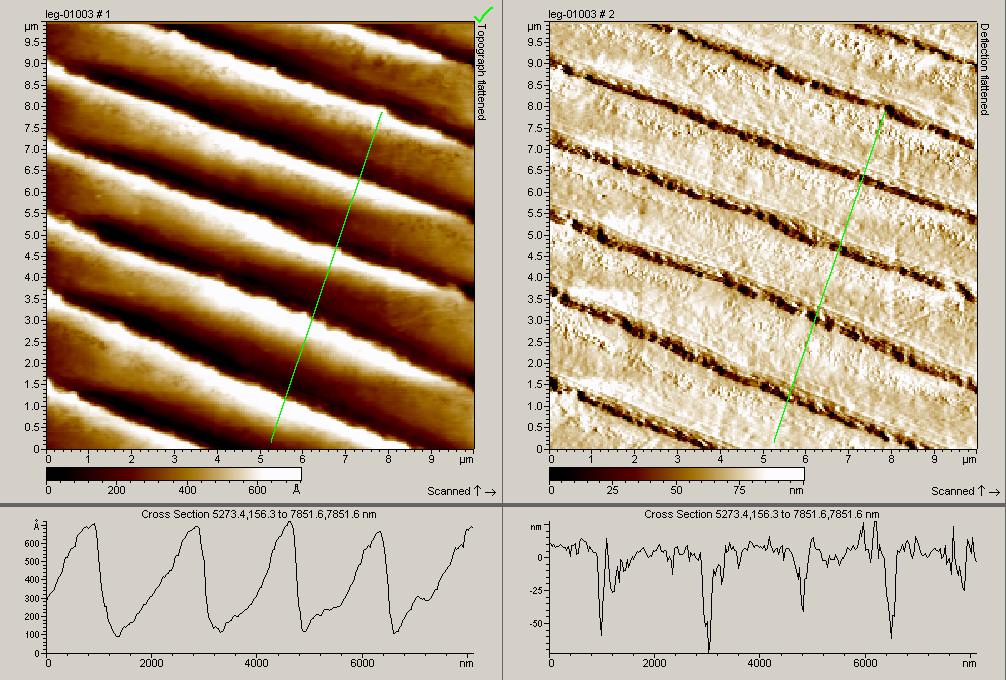 leg-01003 # 1
µm
9.5
9.0
8.5
8.0
7.5
7.0
6.5
6.0
5.5
5.0
4.5
4.0
3.5
3.0
2.5
2.0
1.5
1.0
0.5
0
0 1 2 3 4 5 6 7 8 9 µm
Topograph flattened
0 200 400 600 Å
Scanned ↑ →
leg-01003 # 2
µm
9.5
9.0
8.5
8.0
7.5
7.0
6.5
6.0
5.5
5.0
4.5
4.0
3.5
3.0
2.5
2.0
1.5
1.0
0.5
0
0 1 2 3 4 5 6 7 8 9 µm
Deflection flattened
0 25 50 75 nm
Scanned ↑ →
Cross Section 5273.4,156.3 to 7851.6,7851.6 nm
Å
600
500
400
300
200
100
0
0 2000 4000 6000 nm
Cross Section 5273.4,156.3 to 7851.6,7851.6 nm
nm
0
-25
-50
0 2000 4000 6000 nm